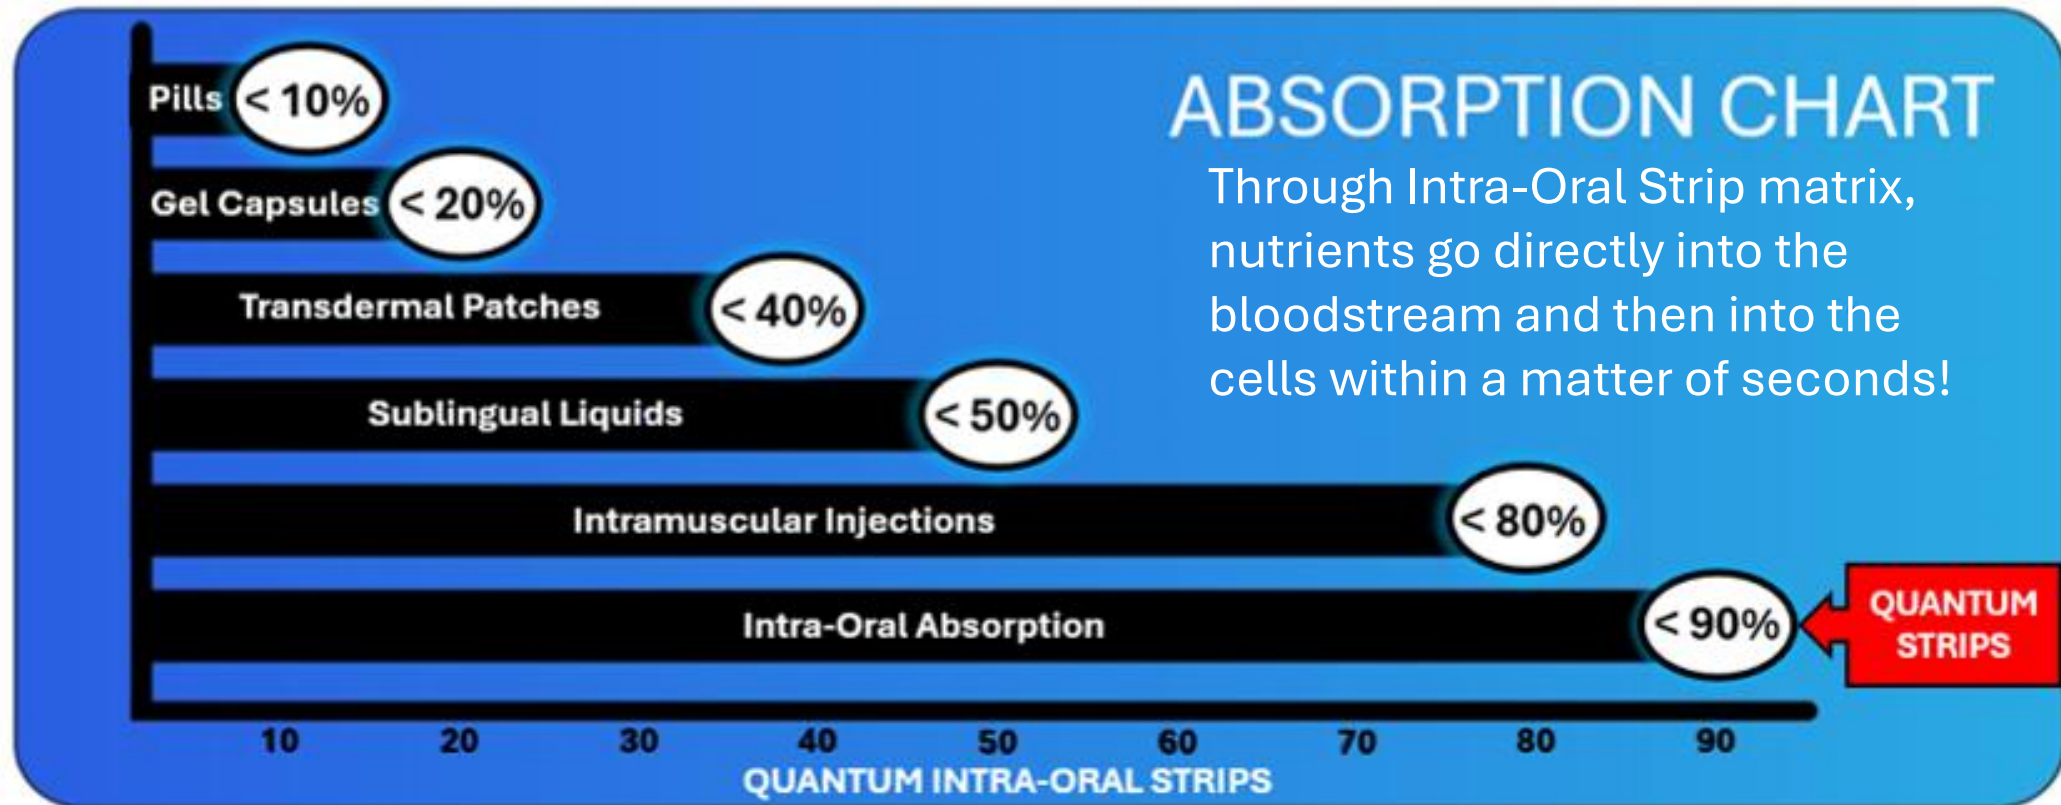 ABSORPTION CHART
Through Intra-Oral Strip matrix,
nutrients go directly into the
bloodstream and then into the
cells within a matter of seconds!
Pills < 10%
Gel Capsules < 20%
Transdermal Patches < 40%
Sublingual Liquids < 50%
Intramuscular Injections < 80%
Intra-Oral Absorption < 90%
QUANTUM
STRIPS
10 20 30 40 50 60 70 80 90
QUANTUM INTRA-ORAL STRIPS